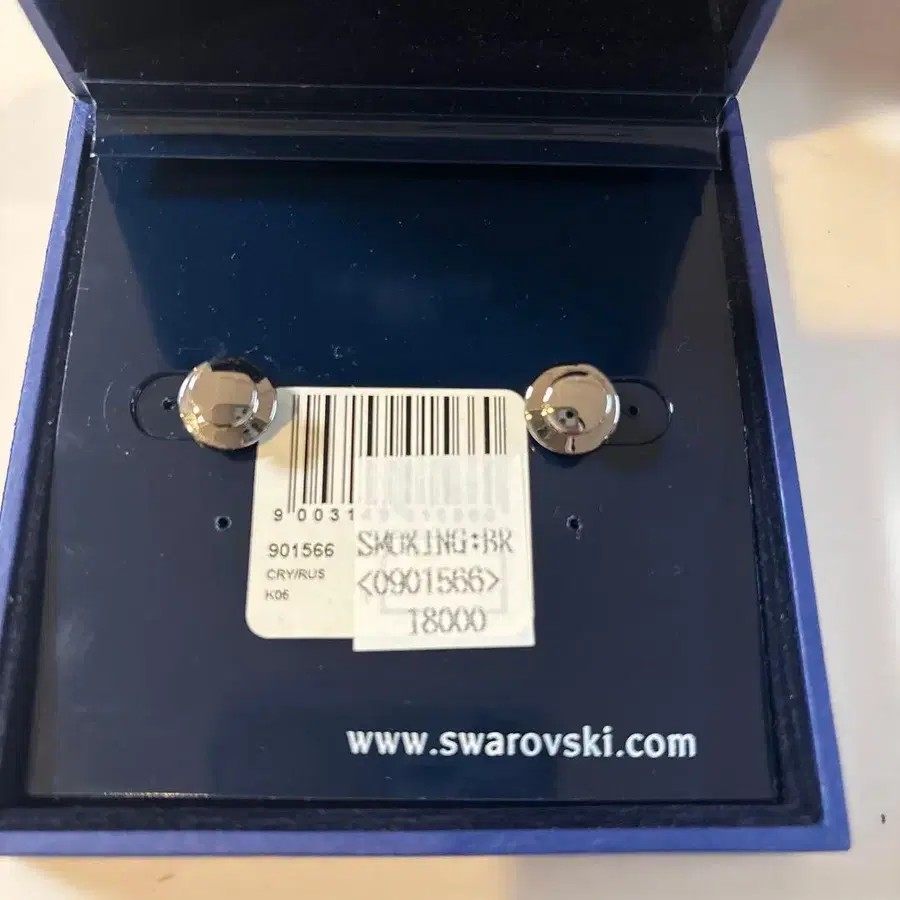 9 0031
901566
CRY/RUS
K06
SMOKING:BR
<0901566>
18000
www.swarovski.com